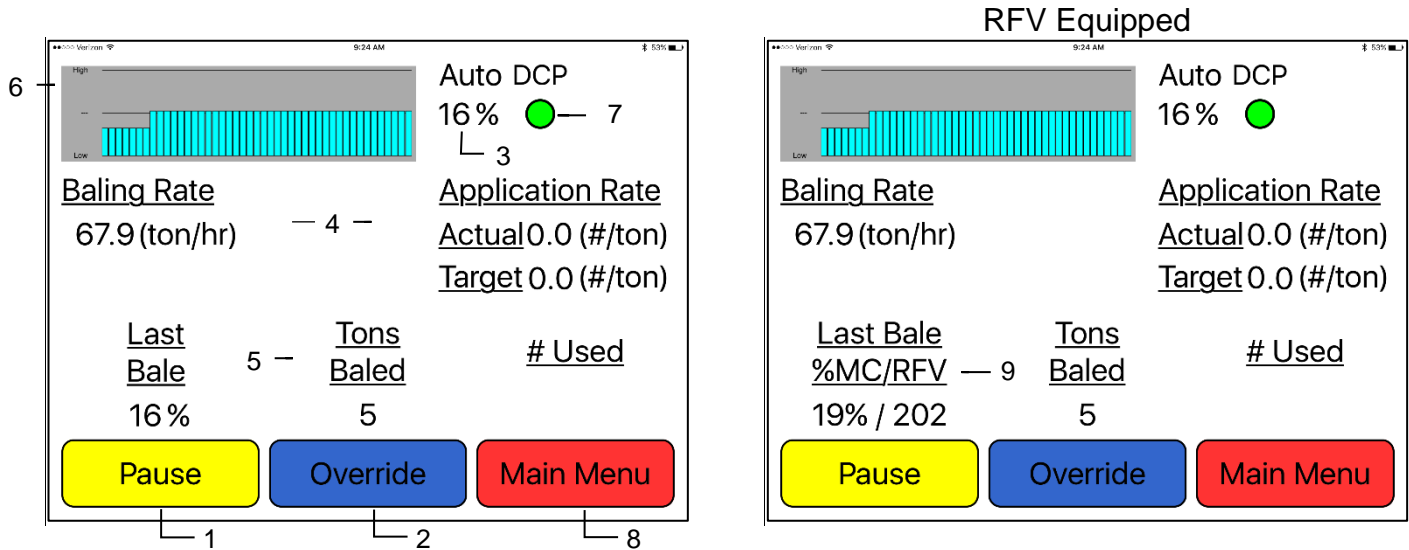 RFV Equipped
●●○○○ Verizon 9:24 AM 53%
High
---
Low
6
Auto DCP
16 %
7
3
Baling Rate
67.9 (ton/hr)
4
Application Rate
Actual 0.0 (#/ton)
Target 0.0 (#/ton)
Last
Bale
16 %
5
Tons
Baled
5
# Used
Pause
Override
Main Menu
1
2
8
●●○○○ Verizon 9:24 AM 53%
High
---
Low
Auto DCP
16 %
Baling Rate
67.9 (ton/hr)
Application Rate
Actual 0.0 (#/ton)
Target 0.0 (#/ton)
Last Bale
%MC/RFV
19% / 202
9
Tons
Baled
5
# Used
Pause
Override
Main Menu